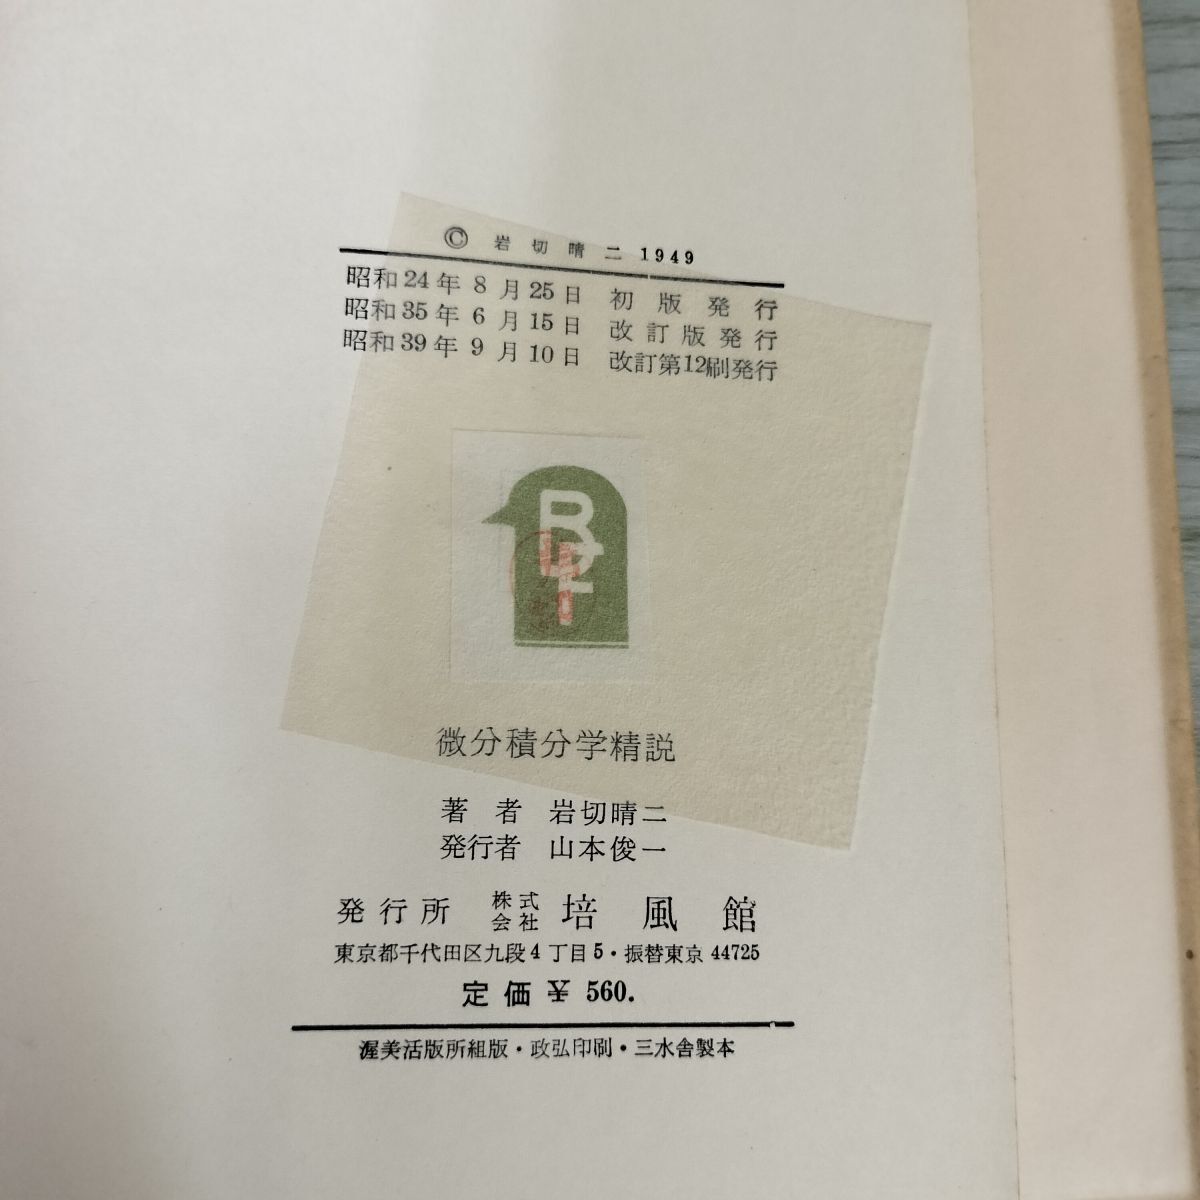 © 岩切晴二 1949
昭和24年 8月25日 初版発行
昭和35年 6月15日 改訂版発行
昭和39年 9月10日 改訂第12刷発行
微分積分学精説
著者 岩切晴二
発行者 山本俊一
発行所 株式会社 培風館
東京都千代田区九段4丁目5・振替東京 44725
定価 ¥ 560.
渥美活版所組版・政弘印刷・三水舎製本